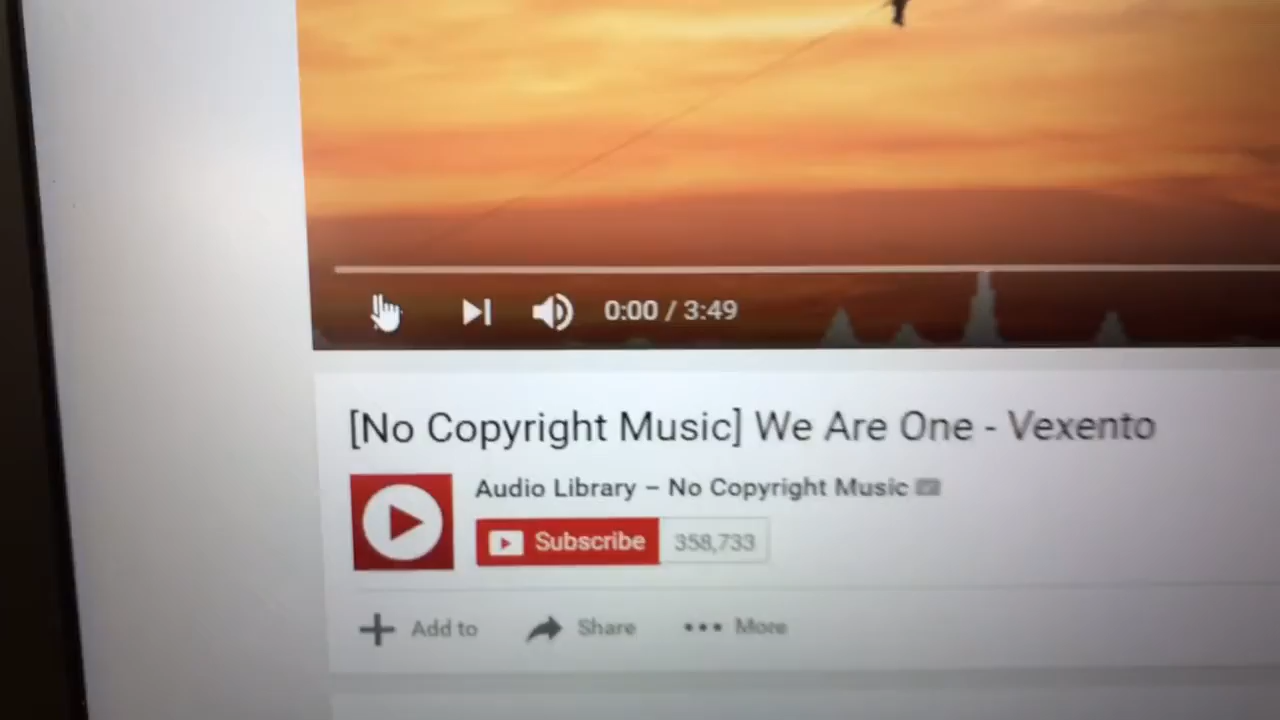 0:00 / 3:49
[No Copyright Music] We Are One - Vexento
Audio Library – No Copyright Music
Subscribe 358,733
Add to Share More